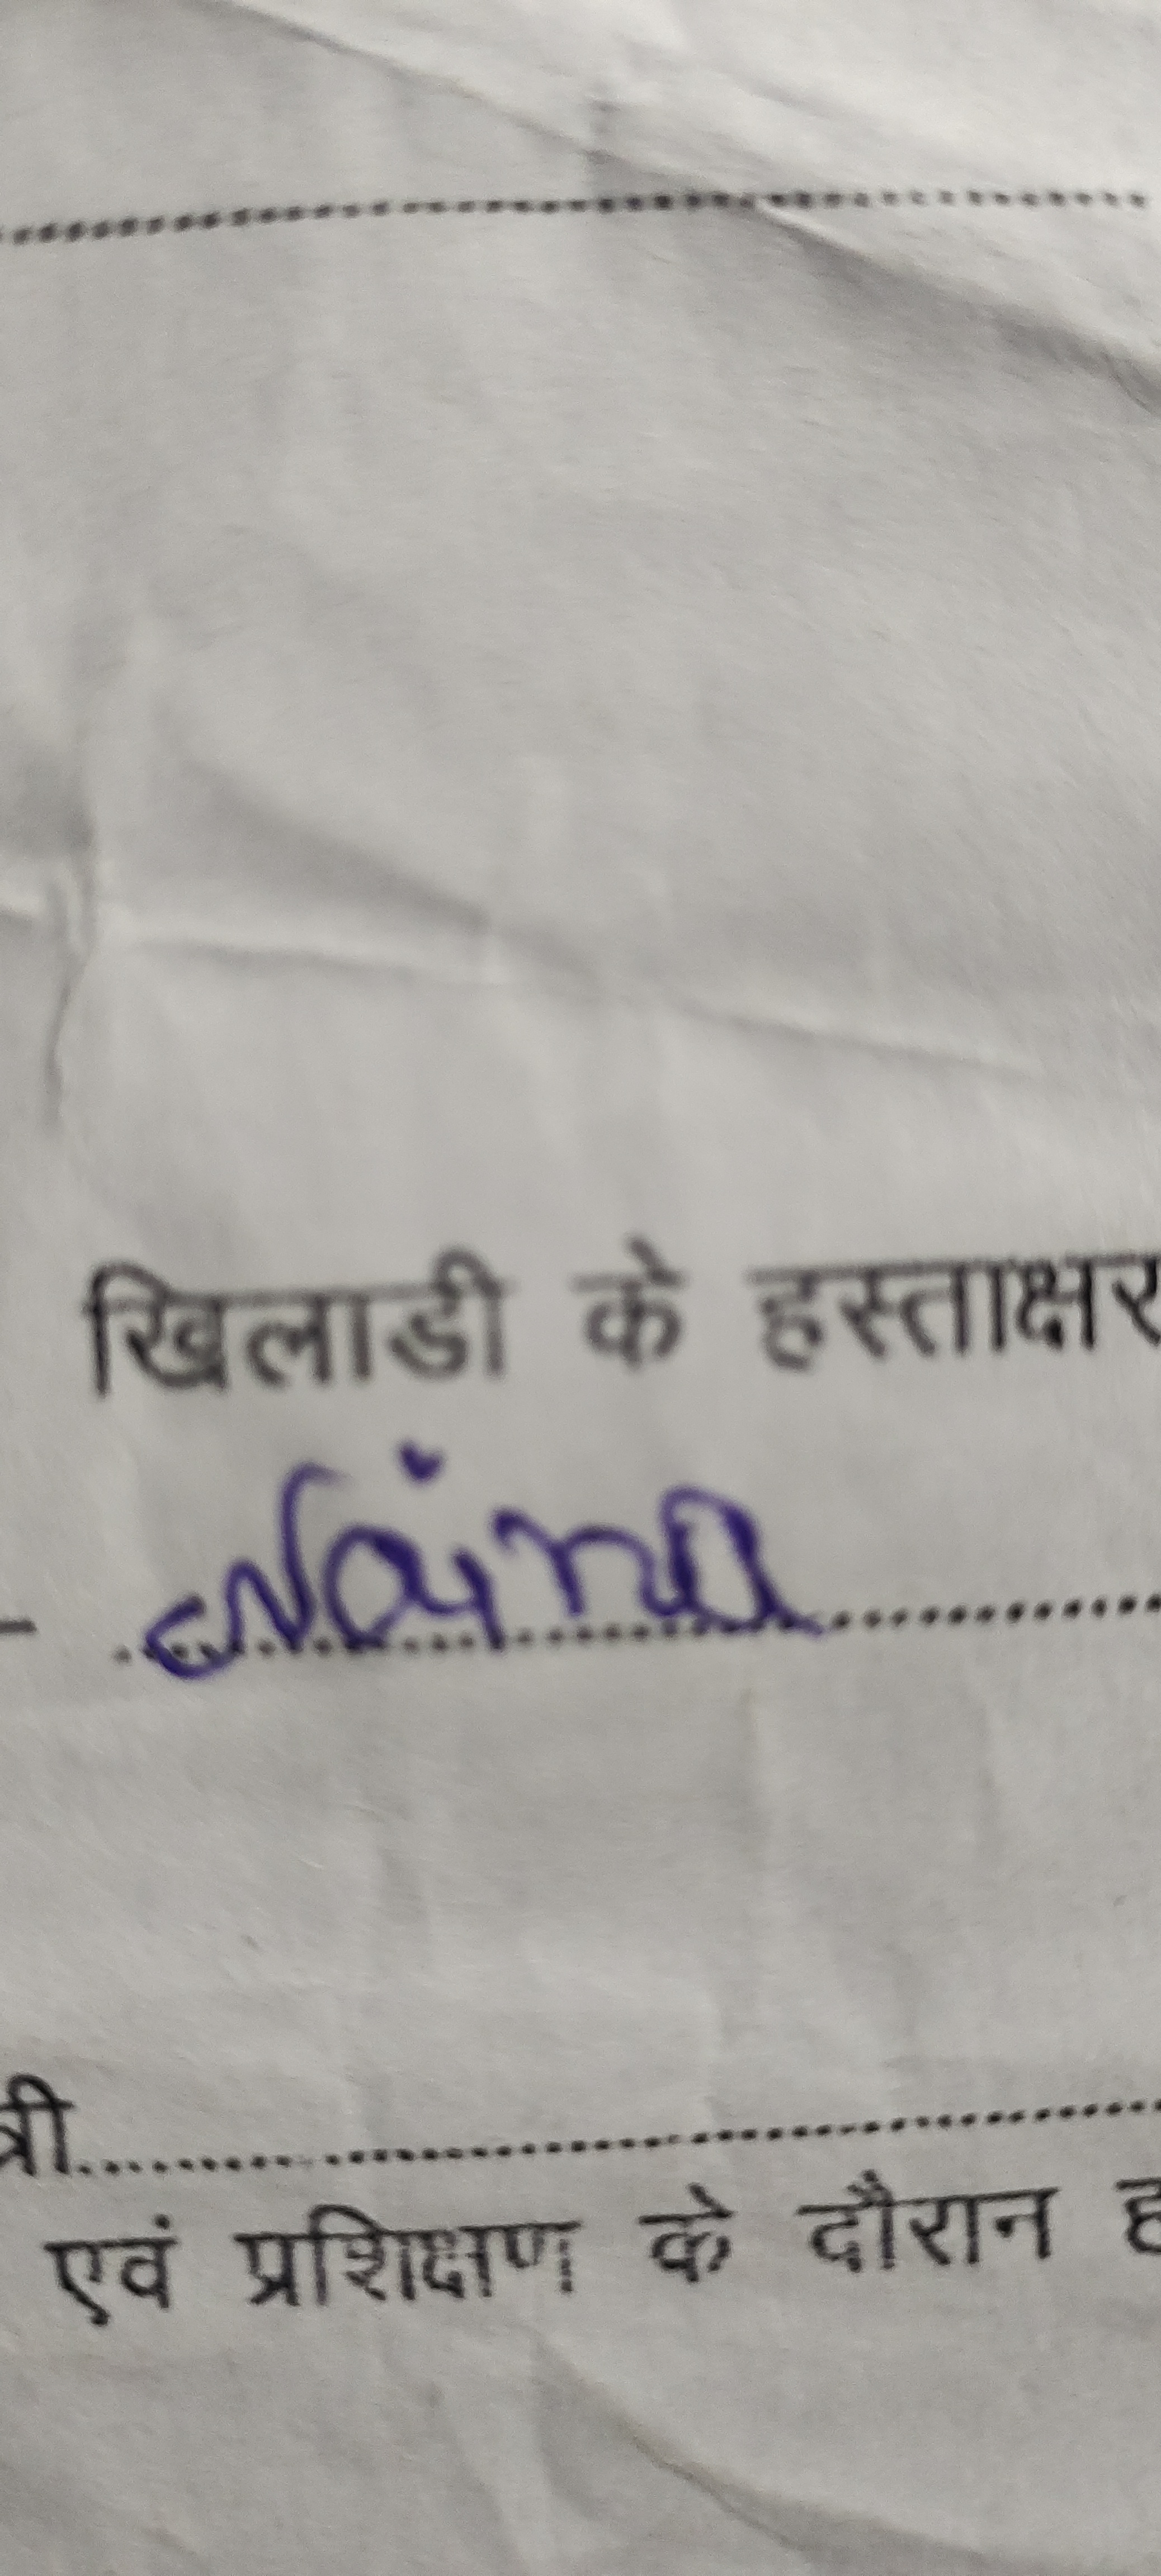 खिलाडी के हस्ताक्षर
Naina
त्री....................
एवं प्रशिक्षण के दौरान